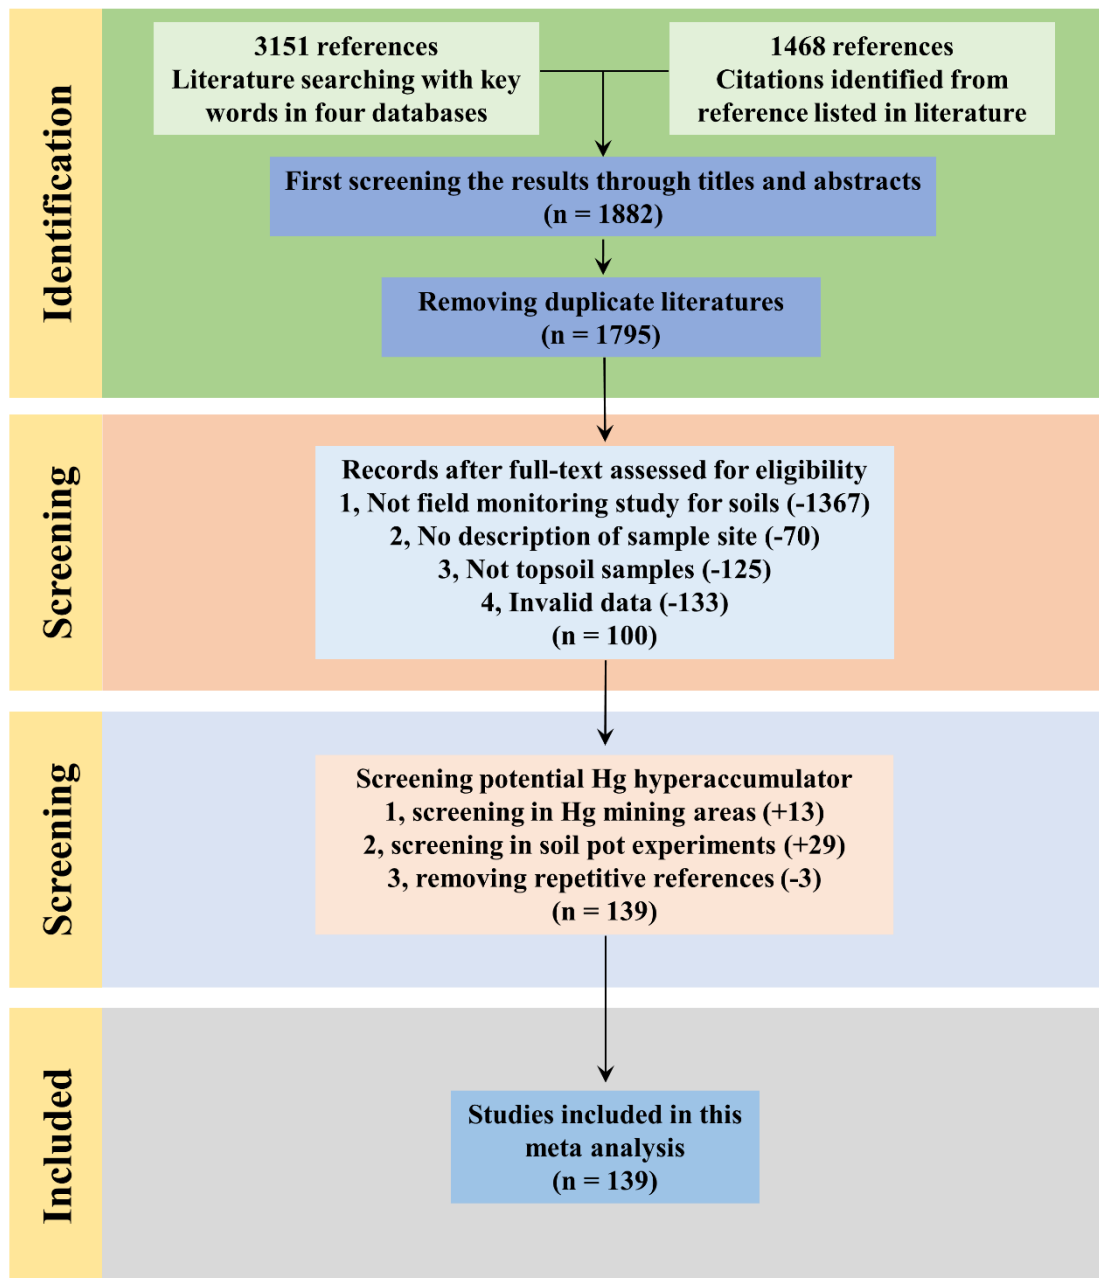 Identification
3151 references
Literature searching with key
words in four databases
1468 references
Citations identified from
reference listed in literature
First screening the results through titles and abstracts
(n = 1882)
Removing duplicate literatures
(n = 1795)
Screening
Records after full-text assessed for eligibility
1, Not field monitoring study for soils (-1367)
2, No description of sample site (-70)
3, Not topsoil samples (-125)
4, Invalid data (-133)
(n = 100)
Screening
Screening potential Hg hyperaccumulator
1, screening in Hg mining areas (+13)
2, screening in soil pot experiments (+29)
3, removing repetitive references (-3)
(n = 139)
Included
Studies included in this
meta analysis
(n = 139)